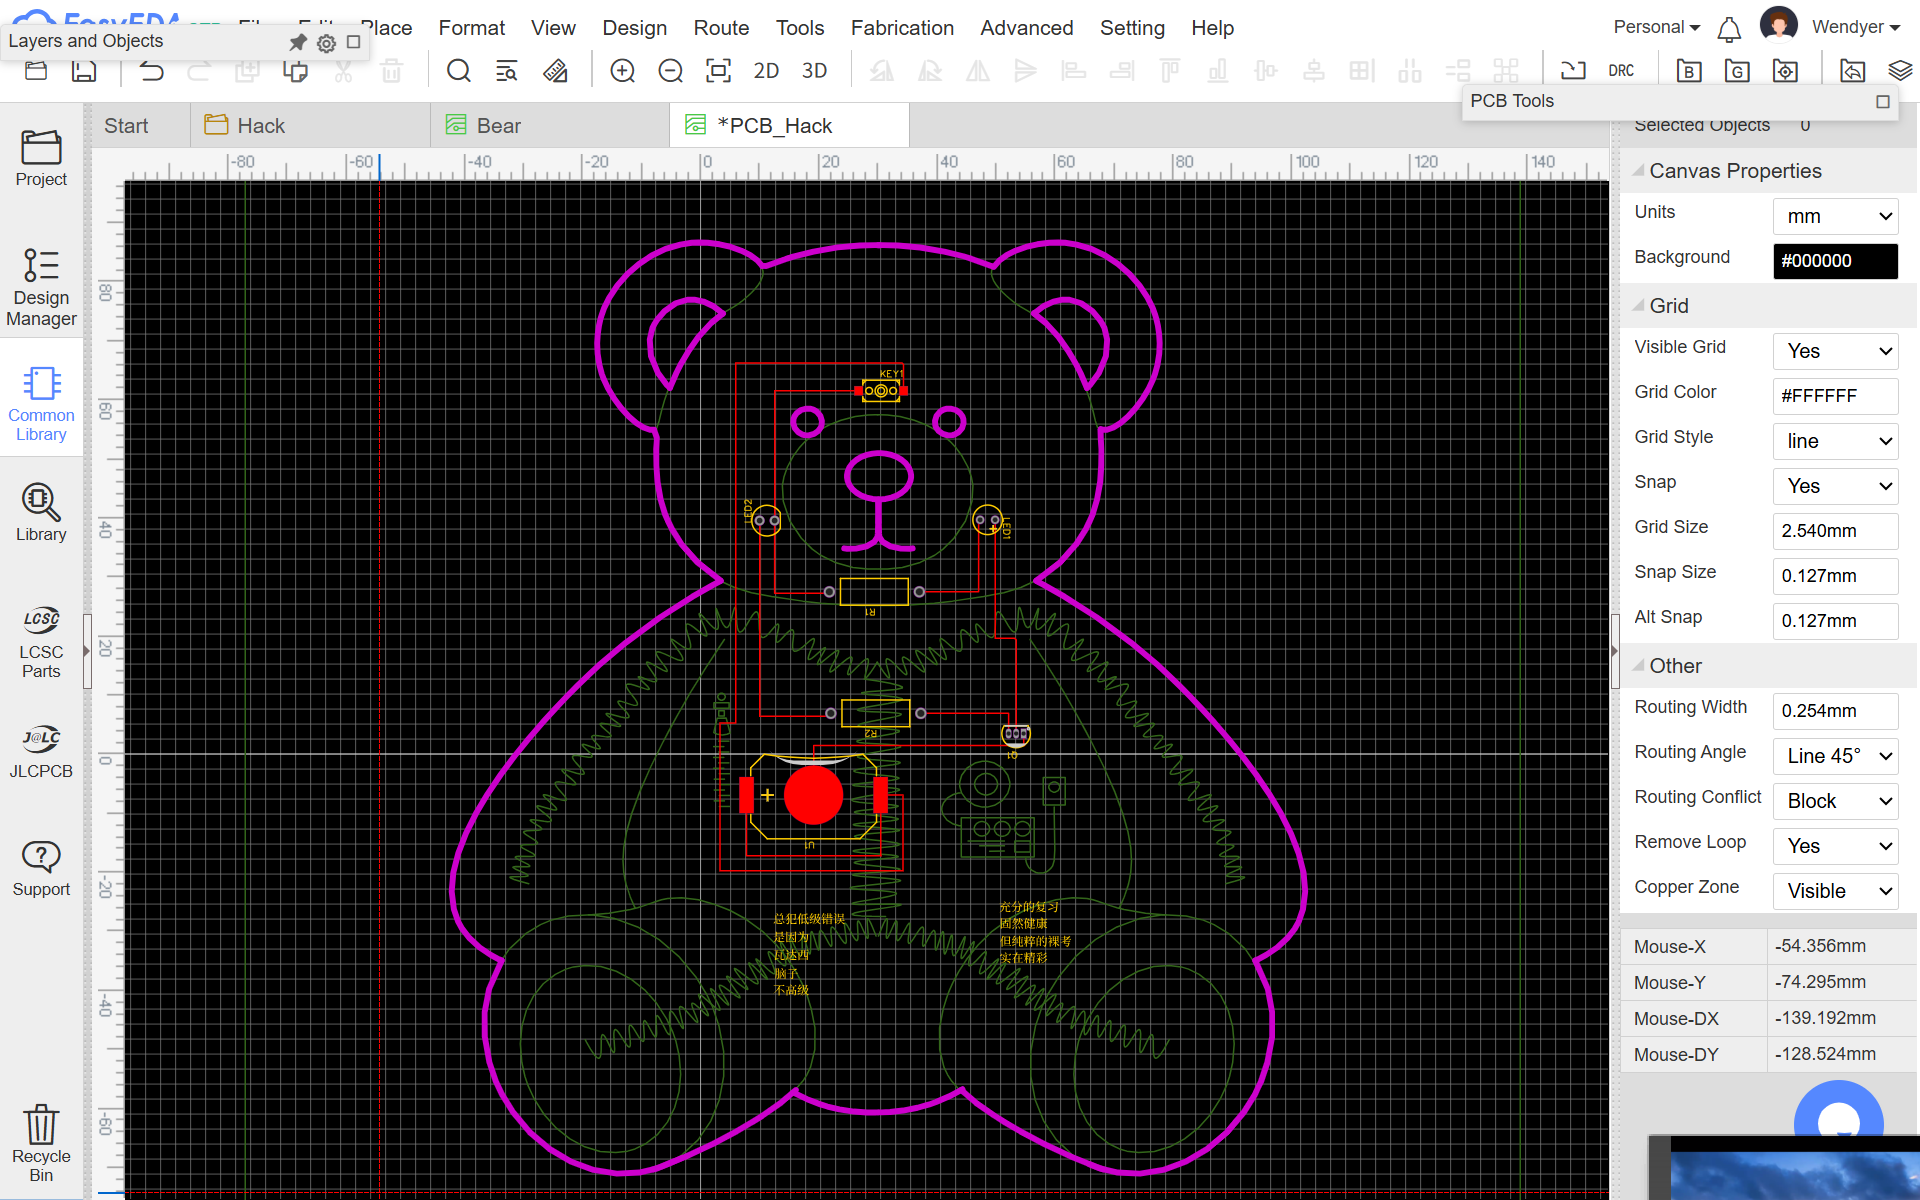 File Edit Place Format View Design Route Tools Fabrication Advanced Setting Help
Personal Wendyer
Layers and Objects
2D 3D DRC B G
PCB Tools
Start Hack Bear *PCB_Hack
Selected Objects 0
-80 -60 -40 -20 0 20 40 60 80 100 120 140
80
60
40
20
0
-20
-40
-60
Project
Design
Manager
Common
Library
Library
LCSC
LCSC
Parts
J@LC
JLCPCB
Support
Recycle
Bin
KEY1
LED2
LED1
R1
R2
Q1
U1
总犯低级错误
是因为
瓦达西
脑子
不高级
充分的复习
固然健康
但纯粹的裸考
实在精彩
Canvas Properties
Units mm
Background #000000
Grid
Visible Grid Yes
Grid Color #FFFFFF
Grid Style line
Snap Yes
Grid Size 2.540mm
Snap Size 0.127mm
Alt Snap 0.127mm
Other
Routing Width 0.254mm
Routing Angle Line 45°
Routing Conflict Block
Remove Loop Yes
Copper Zone Visible
Mouse-X -54.356mm
Mouse-Y -74.295mm
Mouse-DX -139.192mm
Mouse-DY -128.524mm